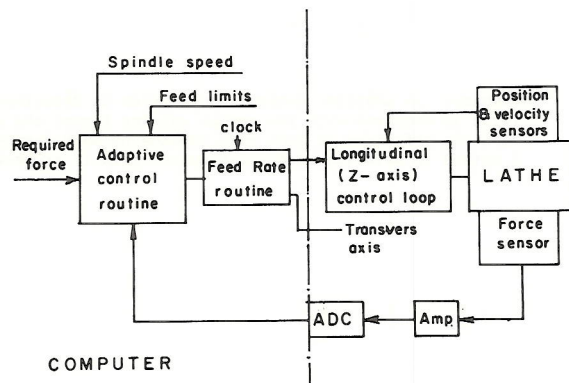 Spindle speed
Feed limits
clock
Required
force
Adaptive
control
routine
Feed Rate
routine
Longitudinal
(Z-axis)
control loop
Position
& velocity
sensors
LATHE
Force
sensor
Transvers
axis
ADC
Amp
COMPUTER